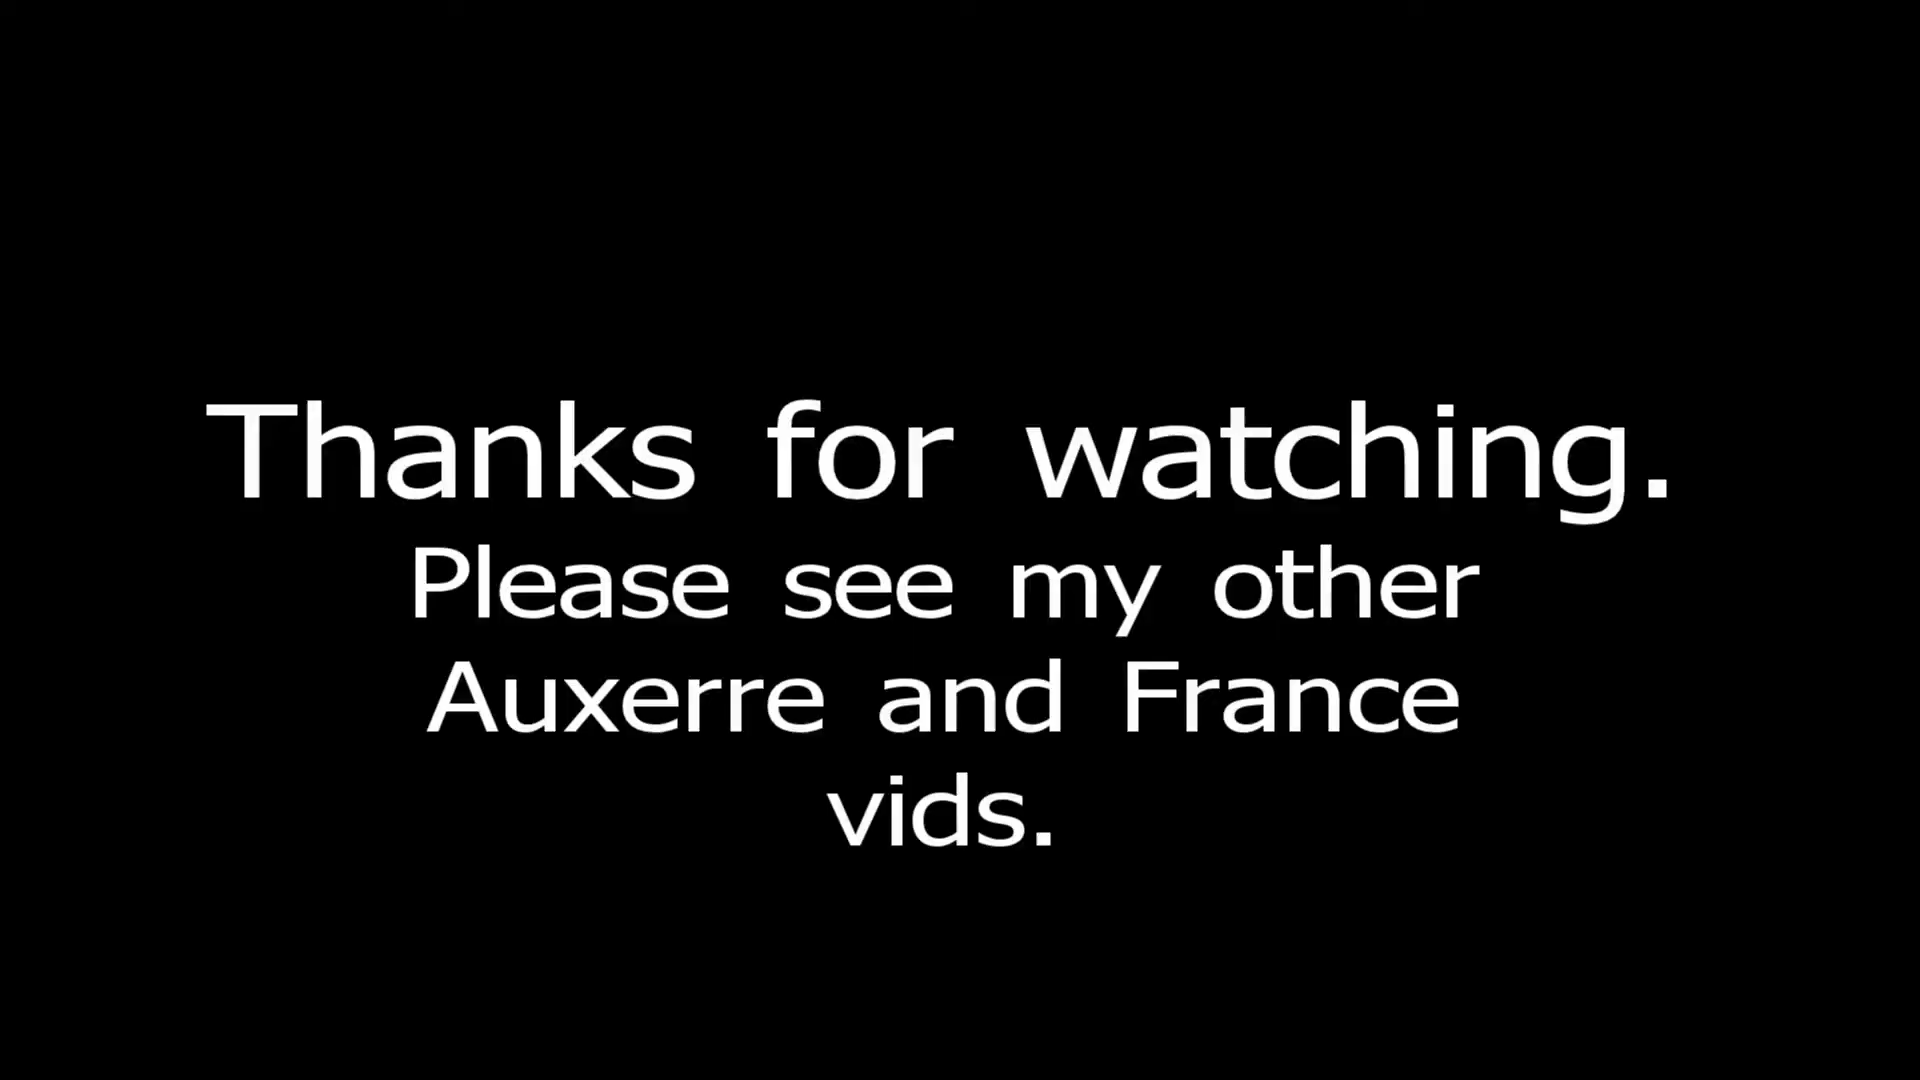 Thanks for watching.
Please see my other
Auxerre and France
vids.